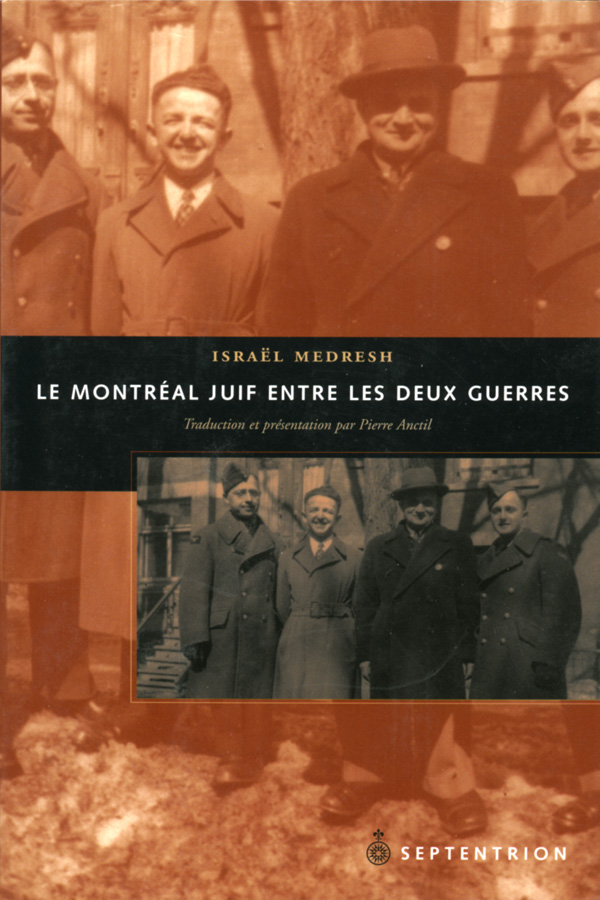 ISRAËL MEDRESH
LE MONTRÉAL JUIF ENTRE LES DEUX GUERRES
Traduction et présentation par Pierre Anctil
SEPTENTRION